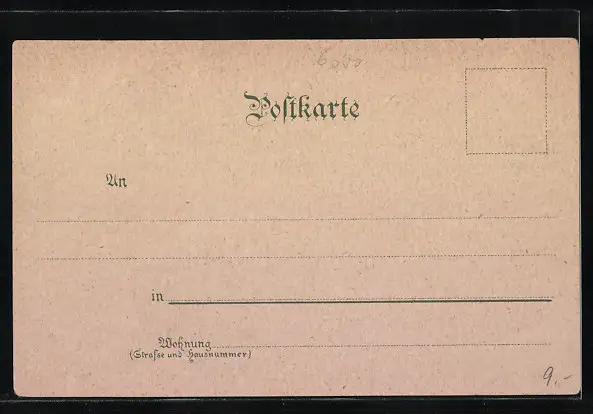 Postkarte
An
in
Wohnung
(Strasse und Hausnummer)
9.-